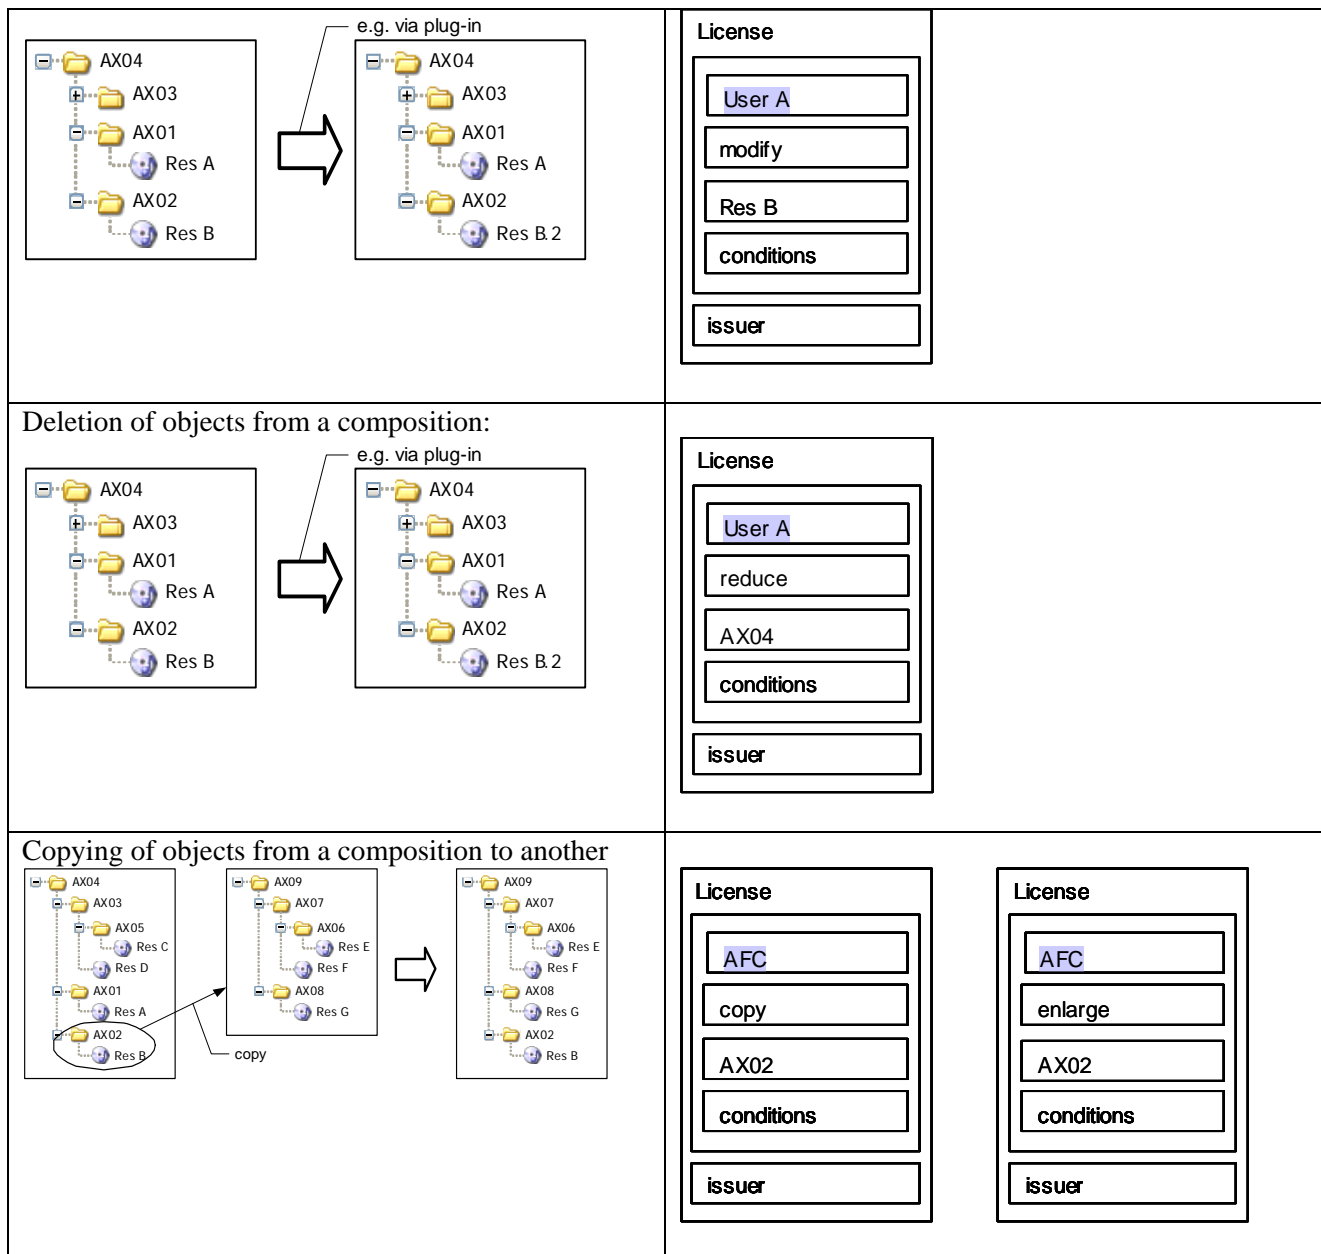 e.g. via plug-in
AX04
AX03
AX01
Res A
AX02
Res B
AX04
AX03
AX01
Res A
AX02
Res B.2
License
User A
modify
Res B
conditions
issuer
Deletion of objects from a composition:
e.g. via plug-in
AX04
AX03
AX01
Res A
AX02
Res B
AX04
AX03
AX01
Res A
AX02
Res B.2
License
User A
reduce
AX04
conditions
issuer
Copying of objects from a composition to another
AX04
AX03
AX05
Res C
Res D
AX01
Res A
AX02
Res B
copy
AX09
AX07
AX06
Res E
Res F
AX08
Res G
AX09
AX07
AX06
Res E
Res F
AX08
Res G
AX02
Res B
License
AFC
copy
AX02
conditions
issuer
License
AFC
enlarge
AX02
conditions
issuer